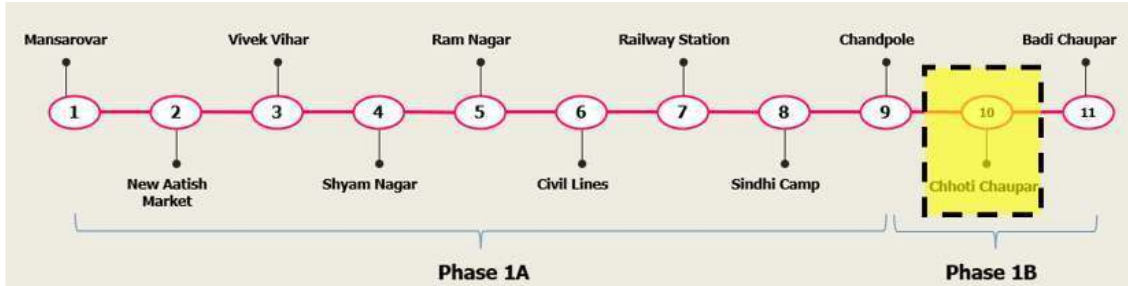 Mansarovar
Vivek Vihar
Ram Nagar
Railway Station
Chandpole
Badi Chaupar
1
2
3
4
5
6
7
8
9
10
11
New Aatish
Market
Shyam Nagar
Civil Lines
Sindhi Camp
Chhoti Chaupar
Phase 1A
Phase 1B